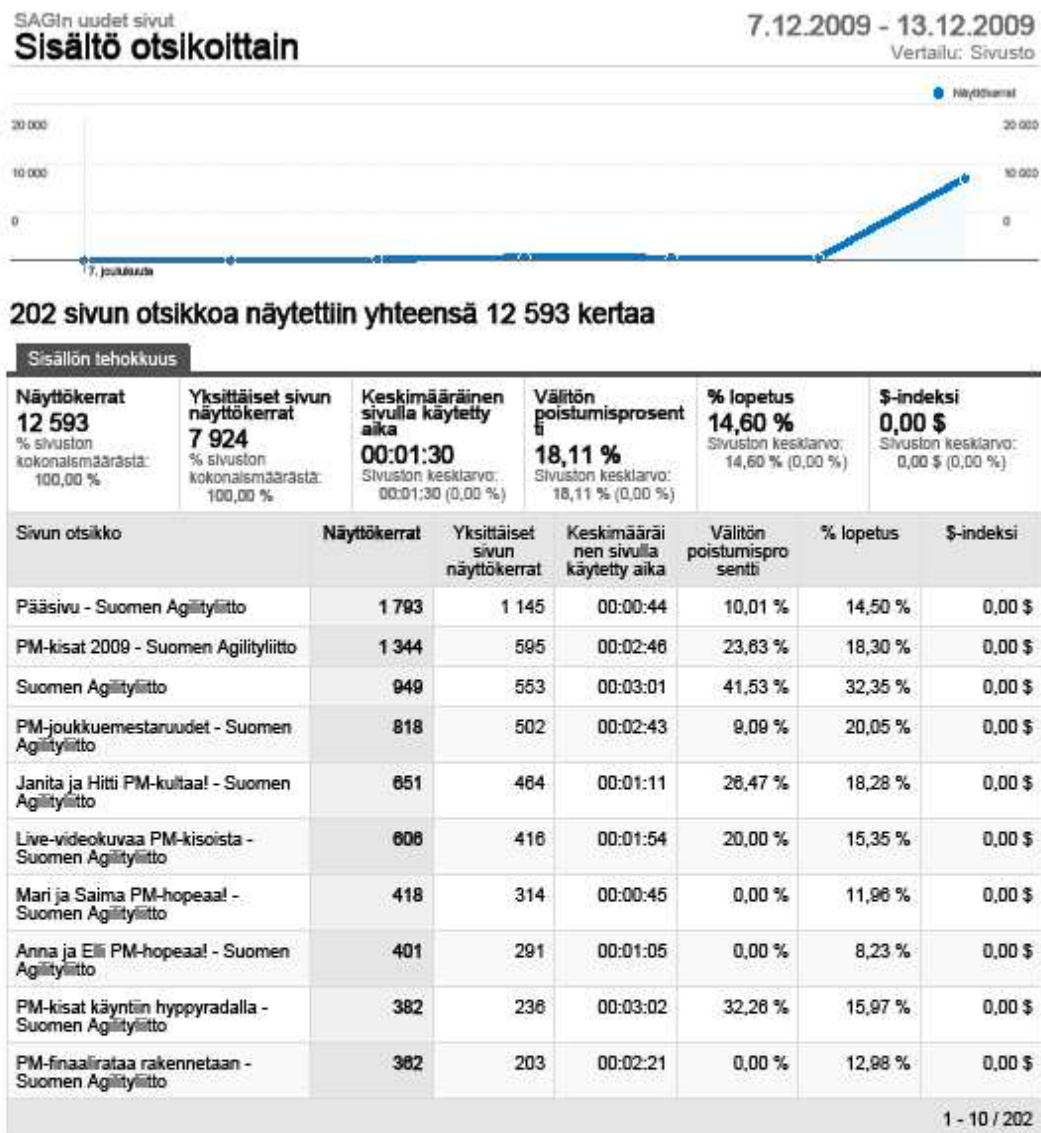 SAGIn uudet sivut
Sisältö otsikoittain
7.12.2009 - 13.12.2009
Vertailu: Sivusto
Näyttökerrat
20 000 20 000
10 000 10 000
0 0
7. joulukuuta
202 sivun otsikkoa näytettiin yhteensä 12 593 kertaa
Sisällön tehokkuus
Näyttökerrat
12 593
% sivuston
kokonaismäärästä:
100,00 %
Yksittäiset sivun
näyttökerrat
7 924
% sivuston
kokonaismäärästä:
100,00 %
Keskimääräinen
sivulla käytetty
aika
00:01:30
Sivuston keskiarvo:
00:01:30 (0,00 %)
Välitön
poistumisprosent
ti
18,11 %
Sivuston keskiarvo:
18,11 % (0,00 %)
% lopetus
14,60 %
Sivuston keskiarvo:
14,60 % (0,00 %)
$-indeksi
0,00 $
Sivuston keskiarvo:
0,00 $ (0,00 %)
Sivun otsikko
Näyttökerrat
Yksittäiset
sivun
näyttökerrat
Keskimääräi
nen sivulla
käytetty aika
Välitön
poistumispro
sentti
% lopetus
$-indeksi
Pääsivu - Suomen Agilityliitto 1 793 1 145 00:00:44 10,01 % 14,50 % 0,00 $
PM-kisat 2009 - Suomen Agilityliitto 1 344 595 00:02:46 23,63 % 18,30 % 0,00 $
Suomen Agilityliitto 949 553 00:03:01 41,53 % 32,35 % 0,00 $
PM-joukkuemestaruudet - Suomen 818 502 00:02:43 9,09 % 20,05 % 0,00 $
Agilityliitto
Janita ja Hitti PM-kultaa! - Suomen 651 464 00:01:11 26,47 % 18,28 % 0,00 $
Agilityliitto
Live-videokuvaa PM-kisoista - 606 416 00:01:54 20,00 % 15,35 % 0,00 $
Suomen Agilityliitto
Mari ja Saima PM-hopeaa! - 418 314 00:00:45 0,00 % 11,96 % 0,00 $
Suomen Agilityliitto
Anna ja Elli PM-hopeaa! - Suomen 401 291 00:01:05 0,00 % 8,23 % 0,00 $
Agilityliitto
PM-kisat käyntiin hyppyradalla - 382 236 00:03:02 32,26 % 15,97 % 0,00 $
Suomen Agilityliitto
PM-finaalirataa rakennetaan - 362 203 00:02:21 0,00 % 12,98 % 0,00 $
Suomen Agilityliitto
1 - 10 / 202